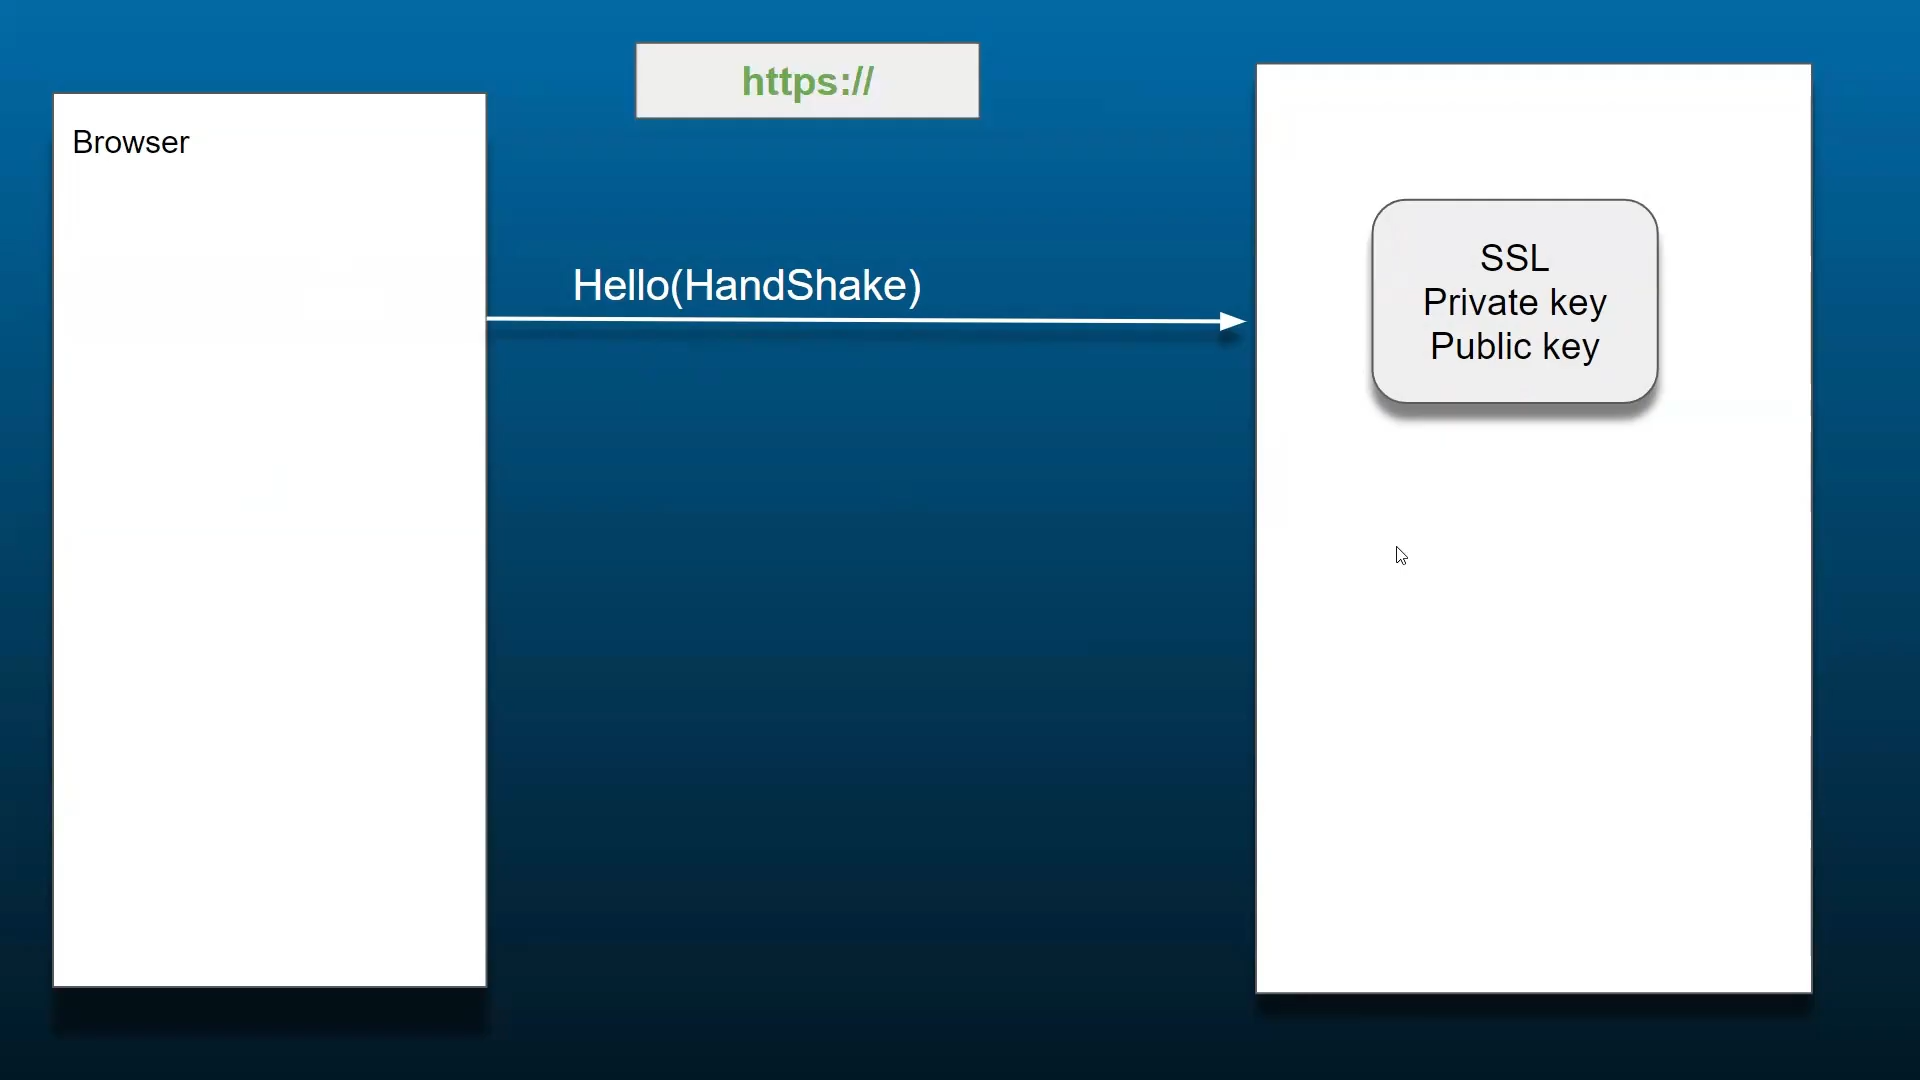 https://
Browser
Hello(HandShake)
SSL
Private key
Public key